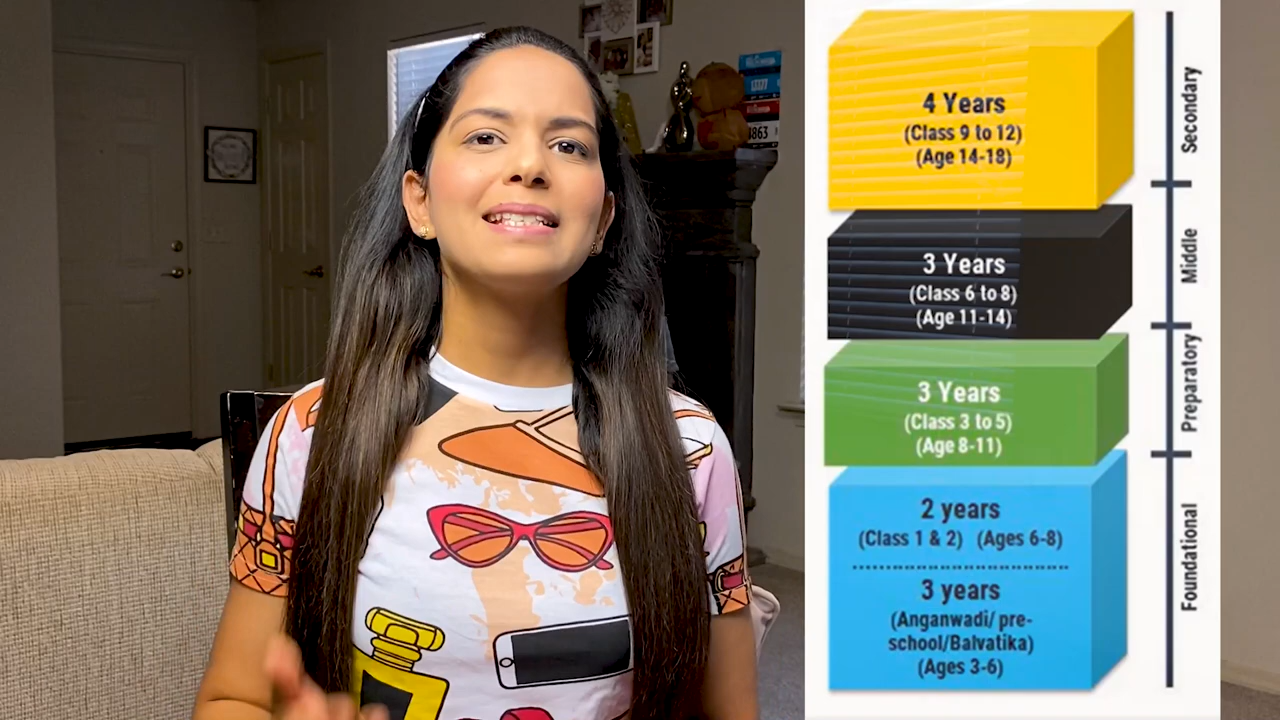 4 Years
(Class 9 to 12)
(Age 14-18)
Secondary
3 Years
(Class 6 to 8)
(Age 11-14)
Middle
3 Years
(Class 3 to 5)
(Age 8-11)
Preparatory
2 years
(Class 1 & 2) (Ages 6-8)
3 years
(Anganwadi/ pre-
school/Balvatika)
(Ages 3-6)
Foundational